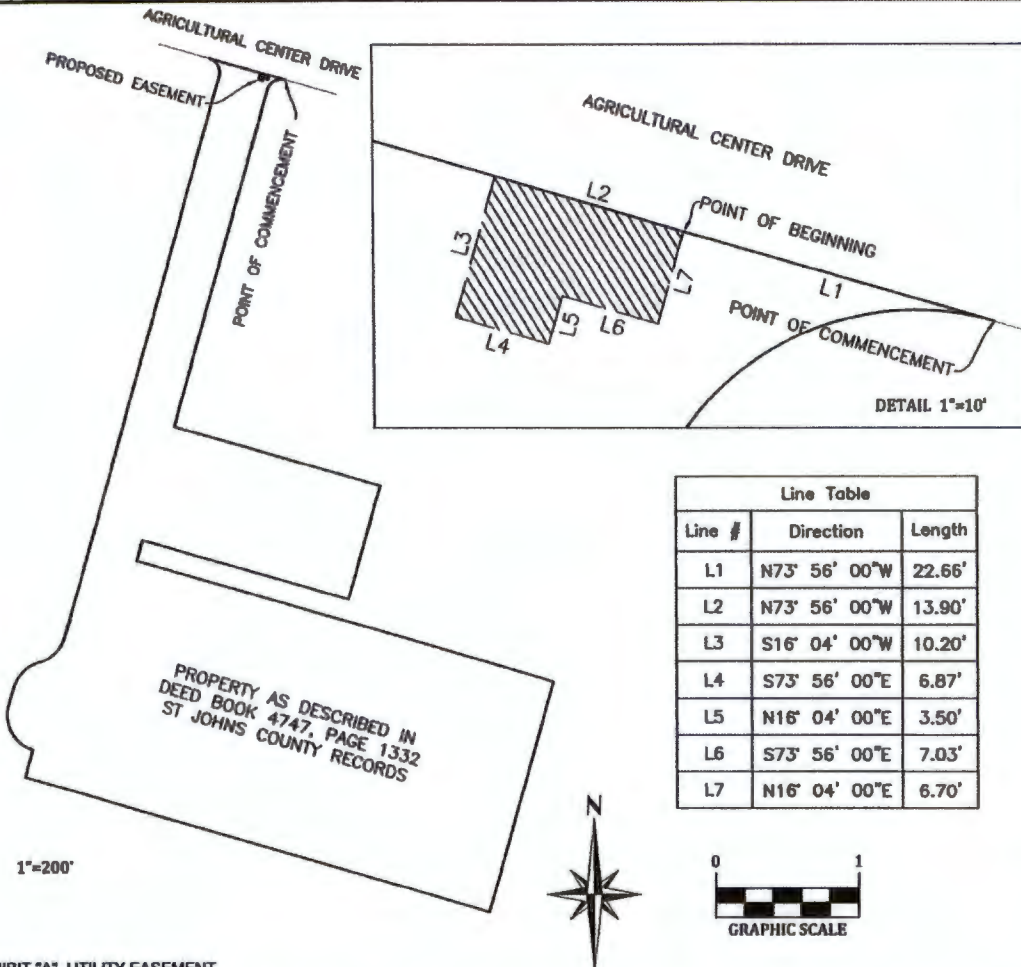 AGRICULTURAL CENTER DRIVE
PROPOSED EASEMENT
POINT OF COMMENCEMENT
AGRICULTURAL CENTER DRIVE
L2
POINT OF BEGINNING
L3
L7
L1
L5
L6
L4
POINT OF COMMENCEMENT
DETAIL 1"=10'
Line Table
Line # Direction Length
L1 N73° 56' 00"W 22.66'
L2 N73° 56' 00"W 13.90'
L3 S16° 04' 00"W 10.20'
L4 S73° 56' 00"E 6.87'
L5 N16° 04' 00"E 3.50'
L6 S73° 56' 00"E 7.03'
L7 N16° 04' 00"E 6.70'
PROPERTY AS DESCRIBED IN
DEED BOOK 4747, PAGE 1332
ST JOHNS COUNTY RECORDS
1"=200'
N
0 1
GRAPHIC SCALE
"A" UTILITY EASEMENT